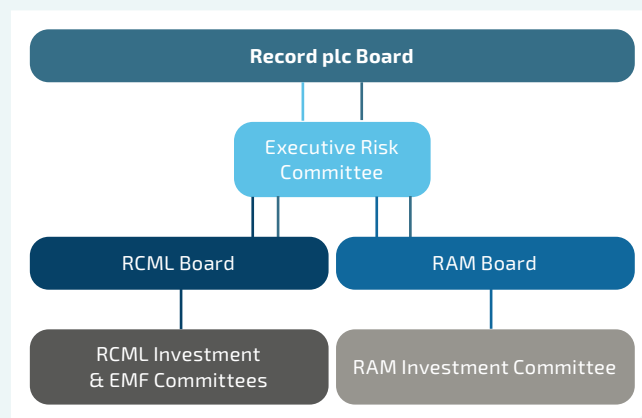 Record plc Board
Executive Risk
Committee
RCML Board
RAM Board
RCML Investment
& EMF Committees
RAM Investment Committee